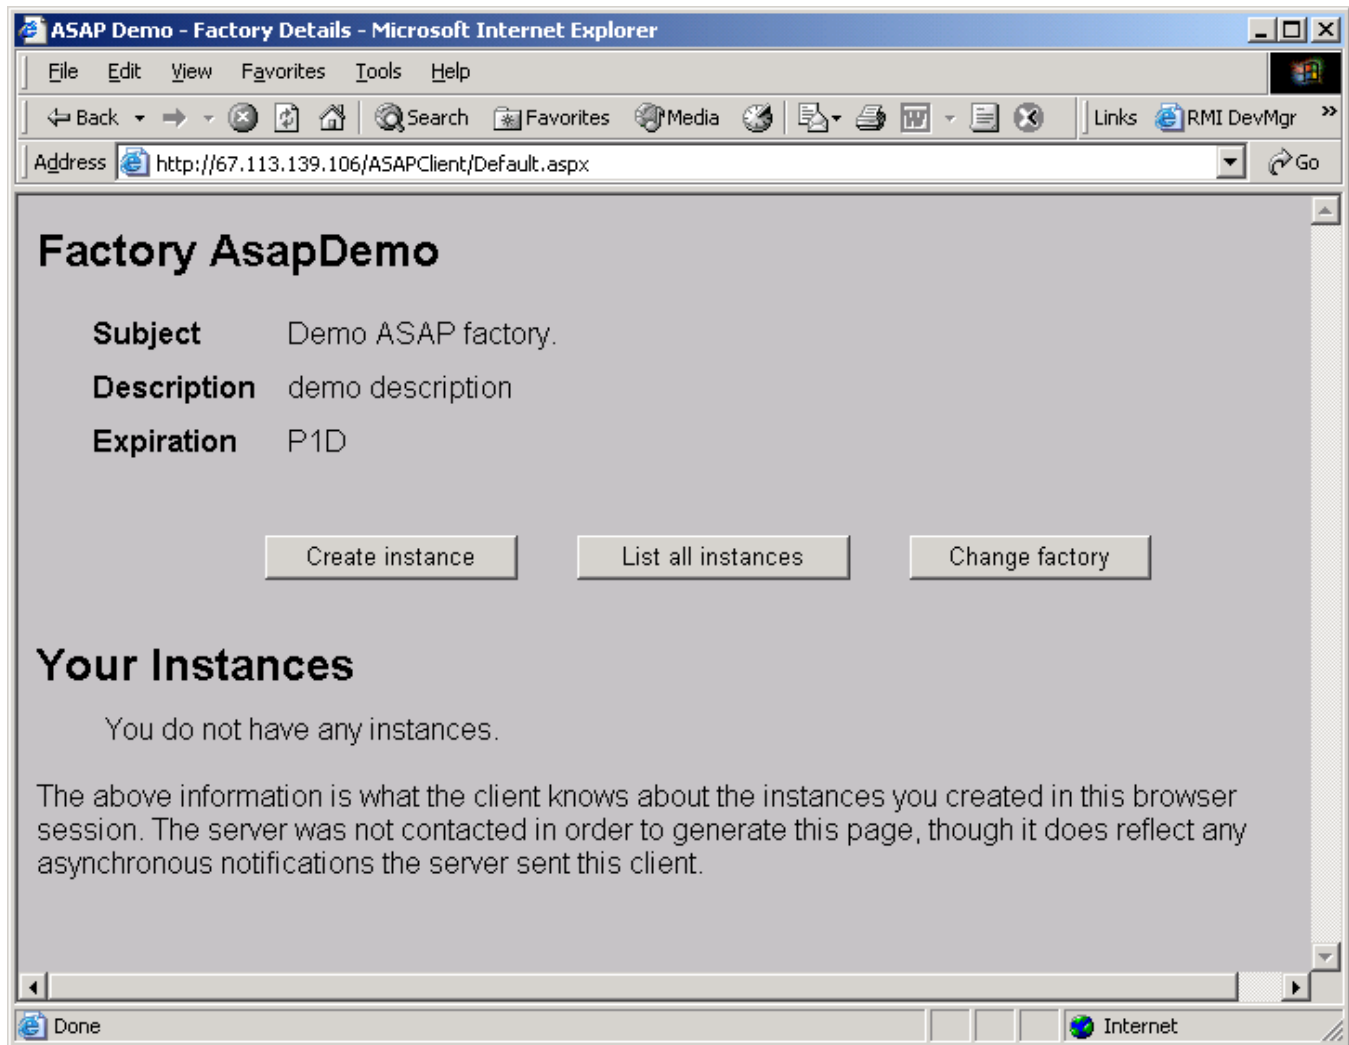 ASAP Demo - Factory Details - Microsoft Internet Explorer
File Edit View Favorites Tools Help
Back Search Favorites Media Links RMI DevMgr »
Address http://67.113.139.106/ASAPClient/Default.aspx Go
Factory AsapDemo
Subject Demo ASAP factory.
Description demo description
Expiration P1D
Create instance List all instances Change factory
Your Instances
You do not have any instances.
The above information is what the client knows about the instances you created in this browser
session. The server was not contacted in order to generate this page, though it does reflect any
asynchronous notifications the server sent this client.
Done Internet